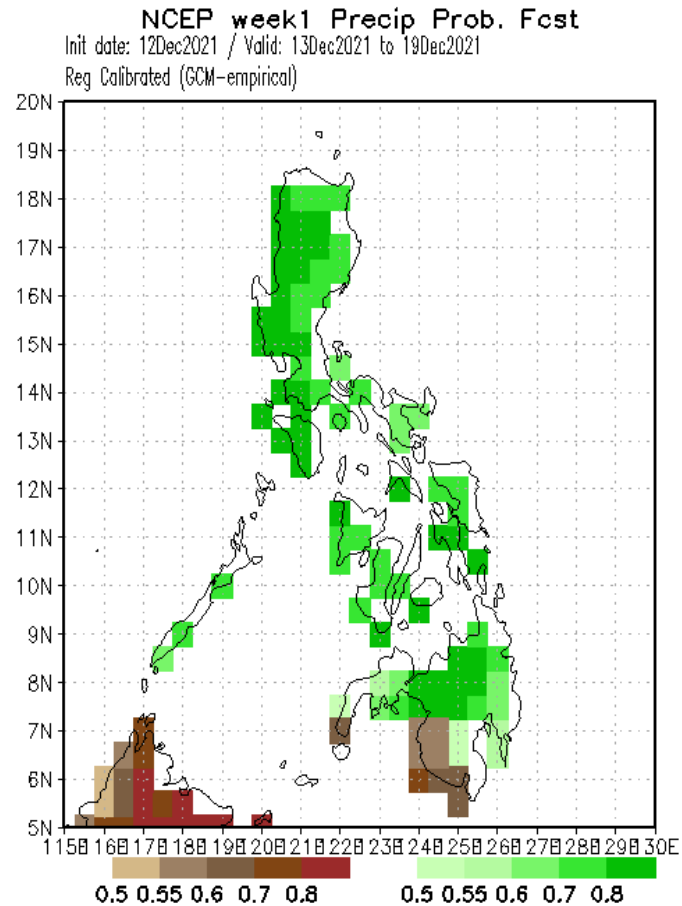 NCEP week1 Precip Prob. Fcst
Init date: 12Dec2021 / Valid: 13Dec2021 to 19Dec2021
Reg Calibrated (GCM-empirical)
20N
19N
18N
17N
16N
15N
14N
13N
12N
11N
10N
9N
8N
7N
6N
5N
115E 116E 117E 118E 119E 120E 121E 122E 123E 124E 125E 126E 127E 128E 129E 130E
0.5 0.55 0.6 0.7 0.8 0.5 0.55 0.6 0.7 0.8